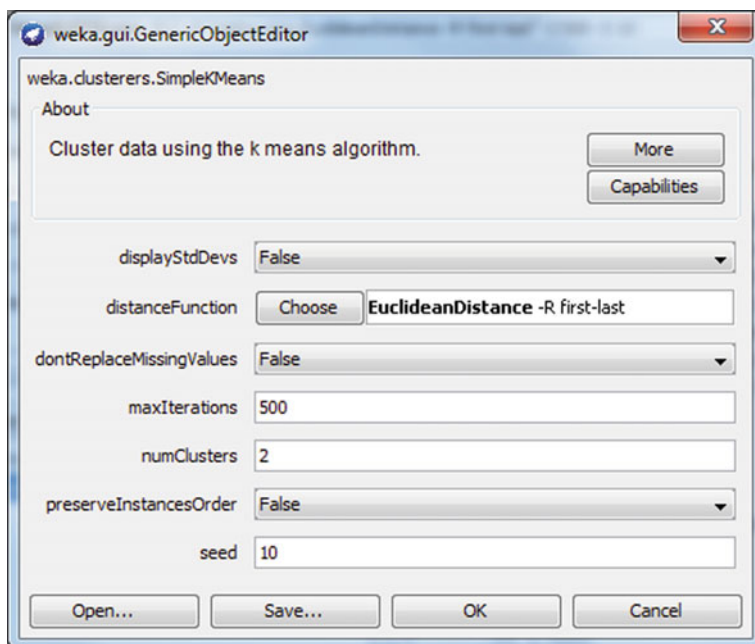 weka.gui.GenericObjectEditor
weka.clusterers.SimpleKMeans
About
Cluster data using the k means algorithm.
More
Capabilities
displayStdDevs False
distanceFunction Choose EuclideanDistance -R first-last
dontReplaceMissingValues False
maxIterations 500
numClusters 2
preserveInstancesOrder False
seed 10
Open... Save... OK Cancel